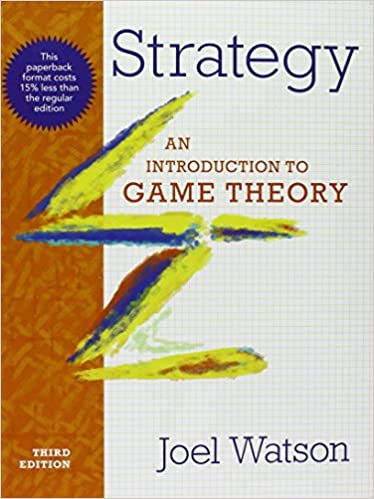 This
paperback
format costs
15% less than
the regular
edition
Strategy
AN
INTRODUCTION TO
GAME THEORY
THIRD
EDITION
Joel Watson